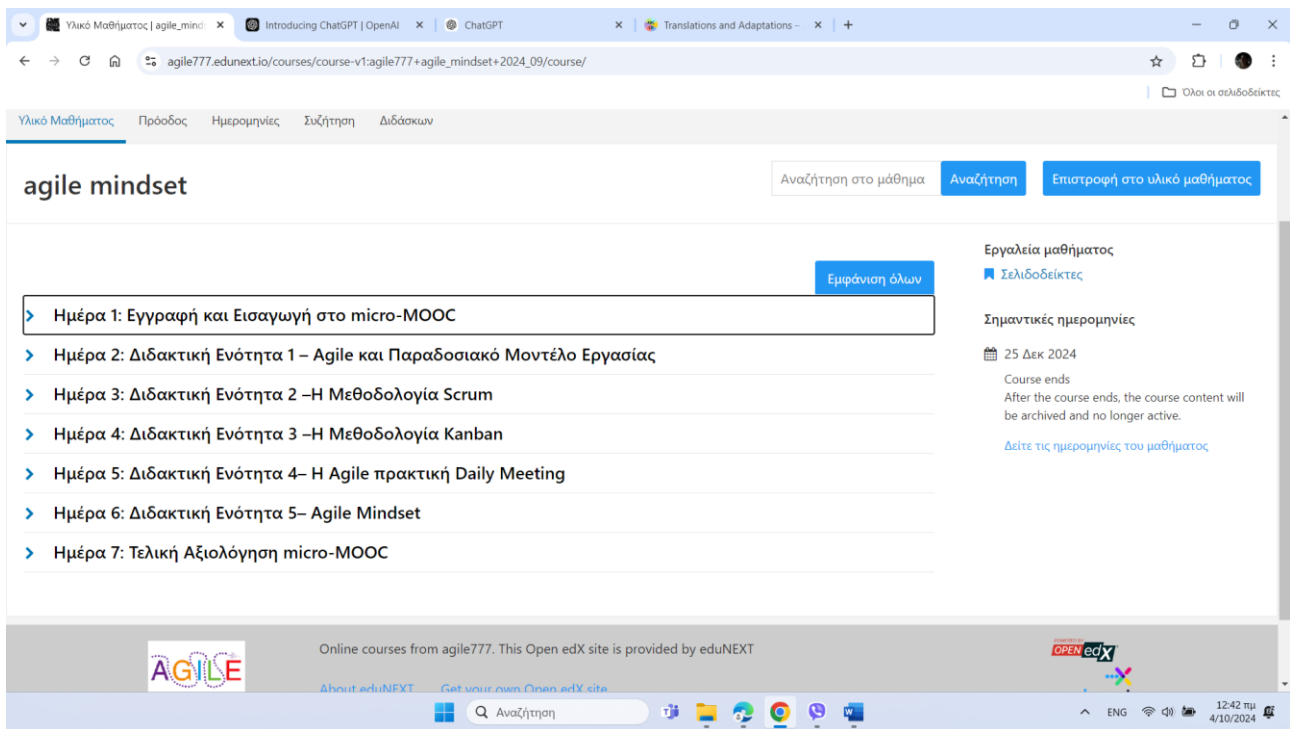 Υλικό Μαθήματος | agile_mind
Introducing ChatGPT | OpenAI
ChatGPT
Translations and Adaptations –
agile777.edunext.io/courses/course-v1:agile777+agile_mindset+2024_09/course/
Όλοι οι σελιδοδείκτες
Υλικό Μαθήματος Πρόοδος Ημερομηνίες Συζήτηση Διδάσκων
agile mindset
Αναζήτηση στο μάθημα
Αναζήτηση
Επιστροφή στο υλικό μαθήματος
Εμφάνιση όλων
Ημέρα 1: Εγγραφή και Εισαγωγή στο micro-MOOC
Ημέρα 2: Διδακτική Ενότητα 1 – Agile και Παραδοσιακό Μοντέλο Εργασίας
Ημέρα 3: Διδακτική Ενότητα 2 –Η Μεθοδολογία Scrum
Ημέρα 4: Διδακτική Ενότητα 3 –Η Μεθοδολογία Kanban
Ημέρα 5: Διδακτική Ενότητα 4– Η Agile πρακτική Daily Meeting
Ημέρα 6: Διδακτική Ενότητα 5– Agile Mindset
Ημέρα 7: Τελική Αξιολόγηση micro-MOOC
Εργαλεία μαθήματος
Σελιδοδείκτες
Σημαντικές ημερομηνίες
25 Δεκ 2024
Course ends
After the course ends, the course content will
be archived and no longer active.
Δείτε τις ημερομηνίες του μαθήματος
AGILE
Online courses from agile777. This Open edX site is provided by eduNEXT
About eduNEXT Get your own Open edX site
POWERED BY
OPEN edX
Αναζήτηση
ENG
12:42 πμ
4/10/2024